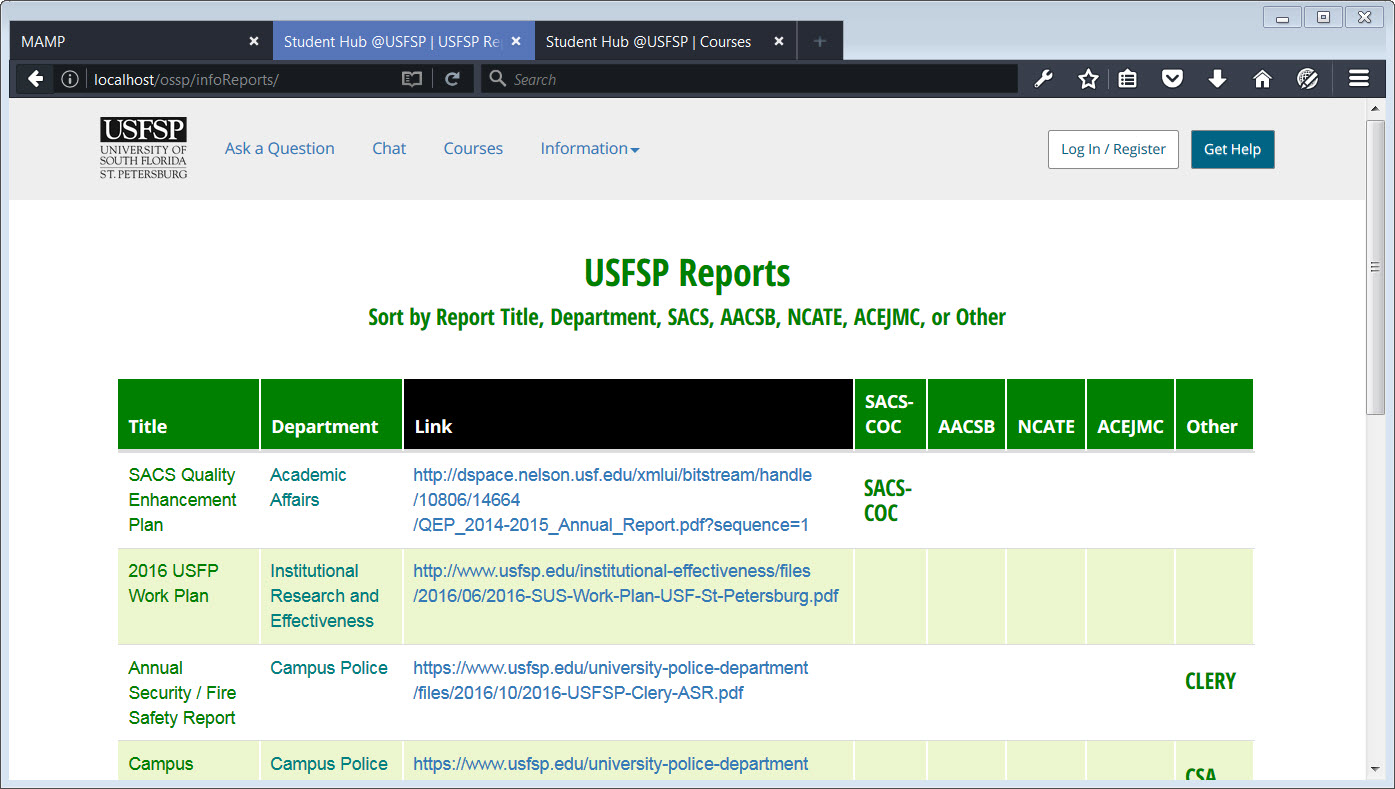 MAMP
Student Hub @USFSP | USFSP Re
Student Hub @USFSP | Courses
localhost/ossp/infoReports/
Search
USFSP
UNIVERSITY OF
SOUTH FLORIDA
ST. PETERSBURG
Ask a Question
Chat
Courses
Information
Log In / Register
Get Help
USFSP Reports
Sort by Report Title, Department, SACS, AACSB, NCATE, ACEJMC, or Other
Title
Department
Link
SACS-
COC
AACSB
NCATE
ACEJMC
Other
SACS Quality
Enhancement
Plan
Academic
Affairs
http://dspace.nelson.usf.edu/xmlui/bitstream/handle
/10806/14664
/QEP_2014-2015_Annual_Report.pdf?sequence=1
SACS-
COC
2016 USFP
Work Plan
Institutional
Research and
Effectiveness
http://www.usfsp.edu/institutional-effectiveness/files
/2016/06/2016-SUS-Work-Plan-USF-St-Petersburg.pdf
Annual
Security / Fire
Safety Report
Campus Police
https://www.usfsp.edu/university-police-department
/files/2016/10/2016-USFSP-Clery-ASR.pdf
CLERY
Campus
Campus Police
https://www.usfsp.edu/university-police-department
CSA